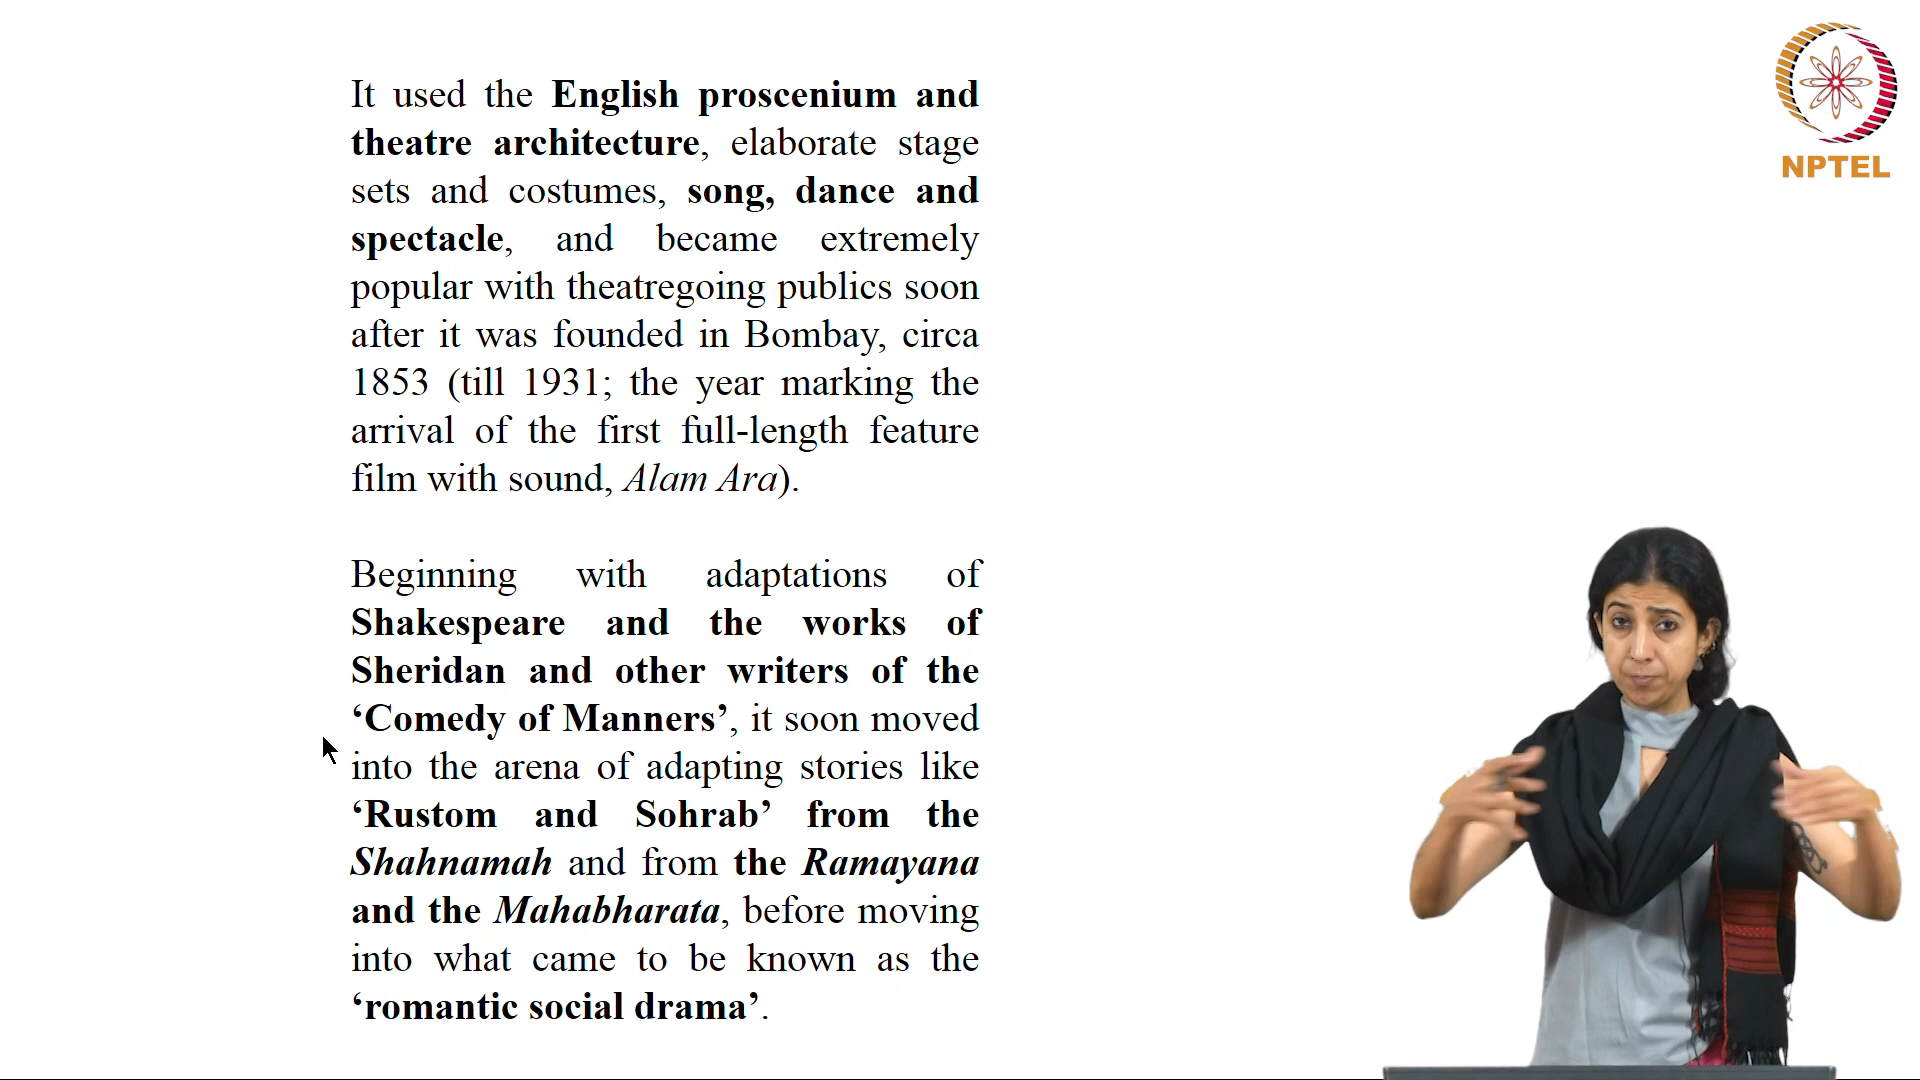 It used the English proscenium and
theatre architecture, elaborate stage
sets and costumes, song, dance and
spectacle, and became extremely
popular with theatregoing publics soon
after it was founded in Bombay, circa
1853 (till 1931; the year marking the
arrival of the first full-length feature
film with sound, Alam Ara).
Beginning with adaptations of
Shakespeare and the works of
Sheridan and other writers of the
‘Comedy of Manners’, it soon moved
into the arena of adapting stories like
‘Rustom and Sohrab’ from the
Shahnamah and from the Ramayana
and the Mahabharata, before moving
into what came to be known as the
‘romantic social drama’.
NPTEL